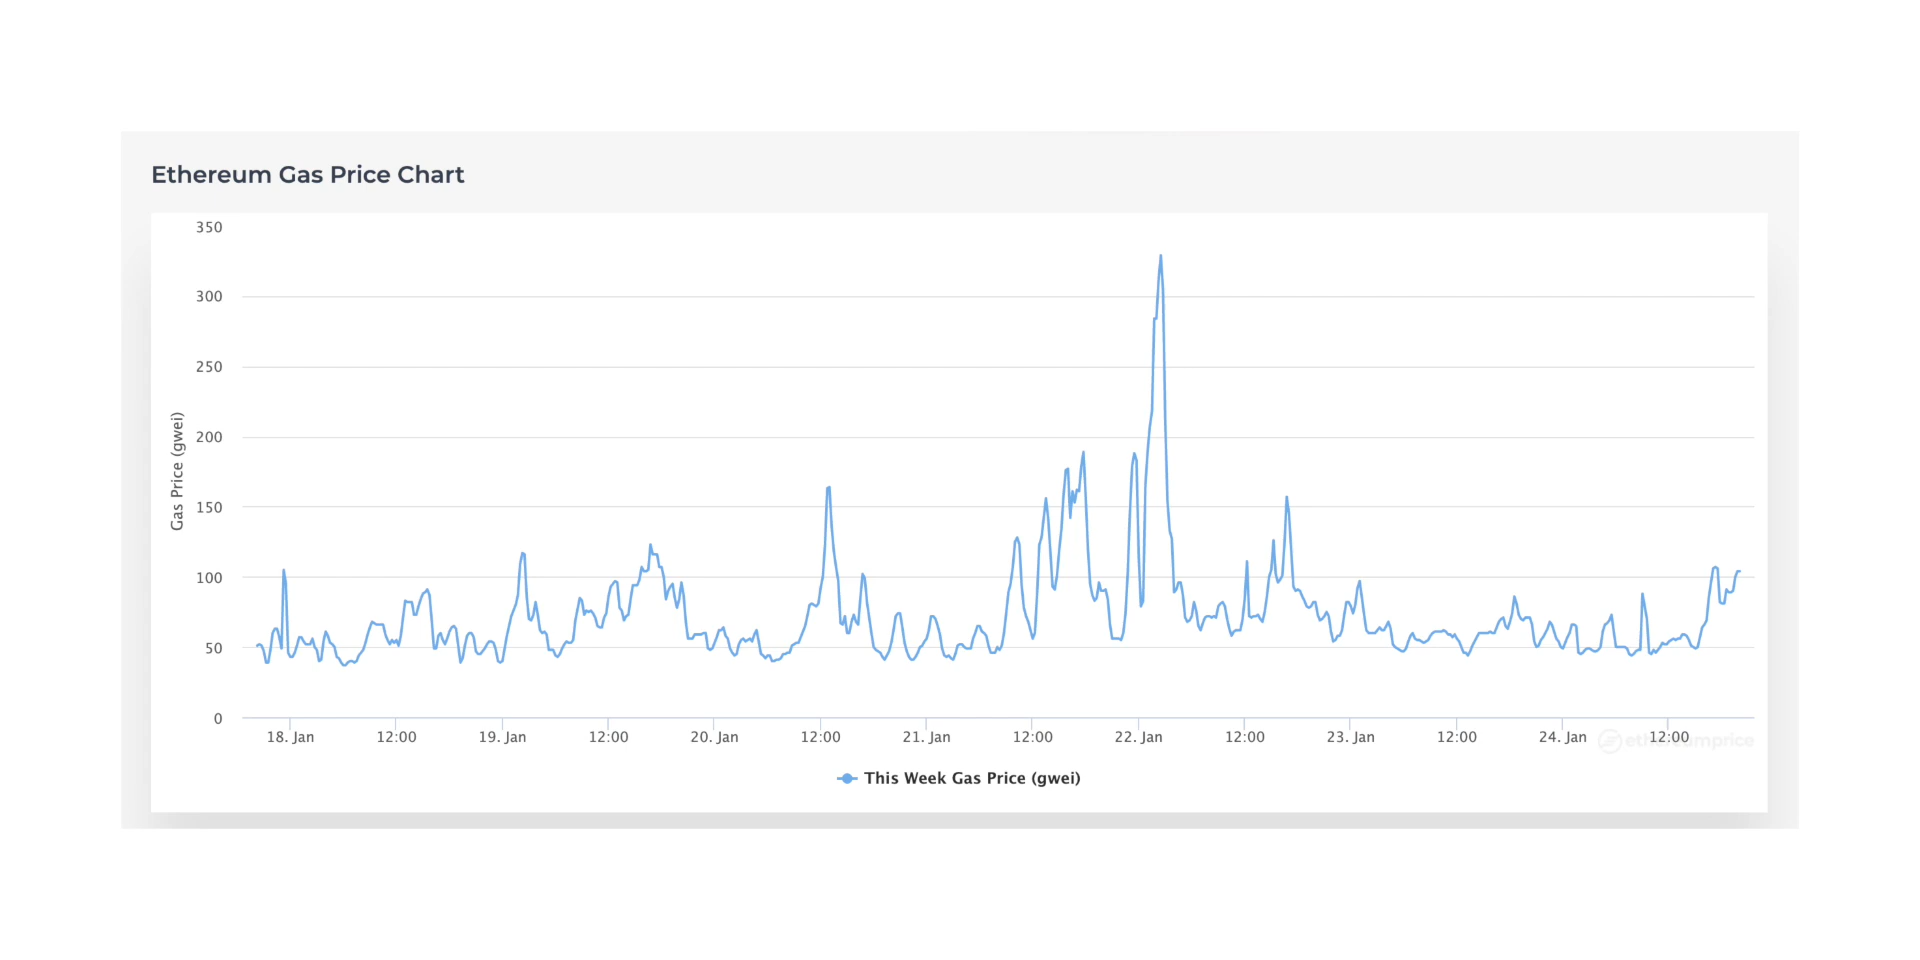 Ethereum Gas Price Chart
350
300
250
200
150
100
50
0
Gas Price (gwei)
18. Jan 12:00 19. Jan 12:00 20. Jan 12:00 21. Jan 12:00 22. Jan 12:00 23. Jan 12:00 24. Jan 12:00
ethereumprice
This Week Gas Price (gwei)